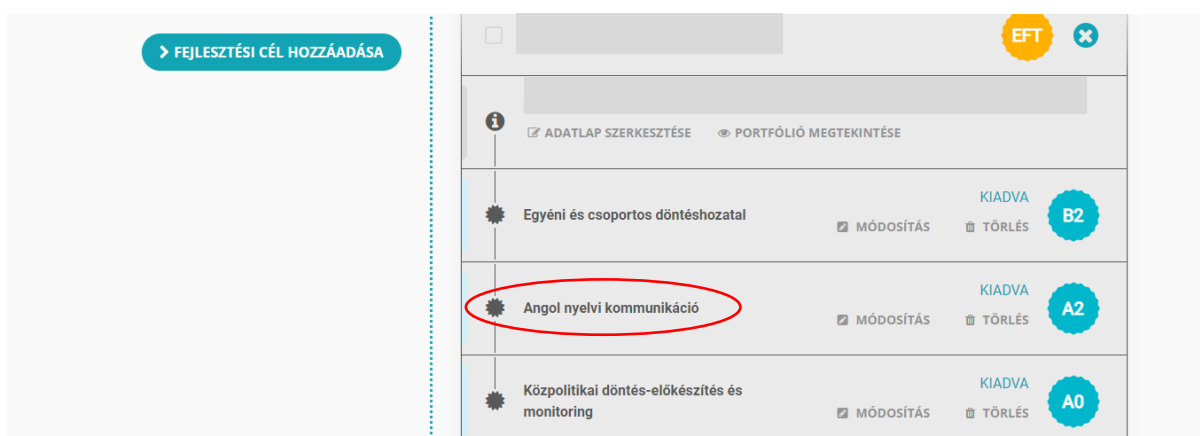 FEJLESZTÉSI CÉL HOZZÁADÁSA
EFT
ADATLAP SZERKESZTÉSE PORTFÓLIÓ MEGTEKINTÉSE
KIADVA
Egyéni és csoportos döntéshozatal
MÓDOSÍTÁS TÖRLÉS
B2
KIADVA
Angol nyelvi kommunikáció
MÓDOSÍTÁS TÖRLÉS
A2
KIADVA
Közpolitikai döntés-előkészítés és
monitoring
MÓDOSÍTÁS TÖRLÉS
A0